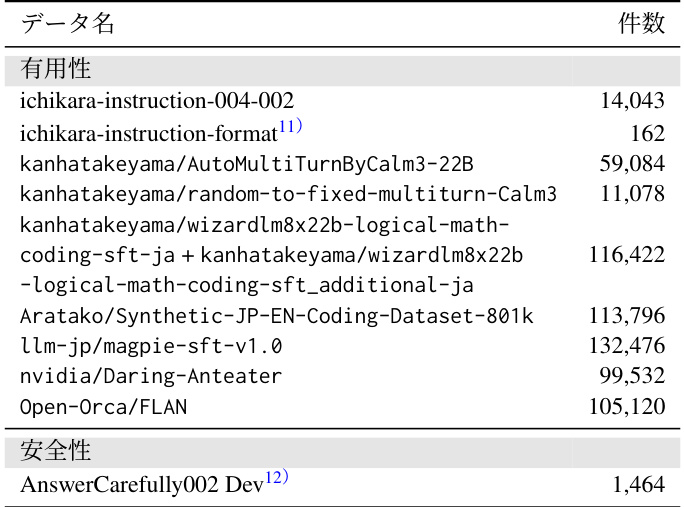 データ名 件数
有用性
ichikara-instruction-004-002 14,043
ichikara-instruction-format11) 162
kanhatakeyama/AutoMultiTurnByCalm3-22B 59,084
kanhatakeyama/random-to-fixed-multiturn-Calm3 11,078
kanhatakeyama/wizardlm8x22b-logical-math-
coding-sft-ja + kanhatakeyama/wizardlm8x22b 116,422
-logical-math-coding-sft_additional-ja
Aratako/Synthetic-JP-EN-Coding-Dataset-801k 113,796
llm-jp/magpie-sft-v1.0 132,476
nvidia/Daring-Anteater 99,532
Open-Orca/FLAN 105,120
安全性
AnswerCarefully002 Dev12) 1,464